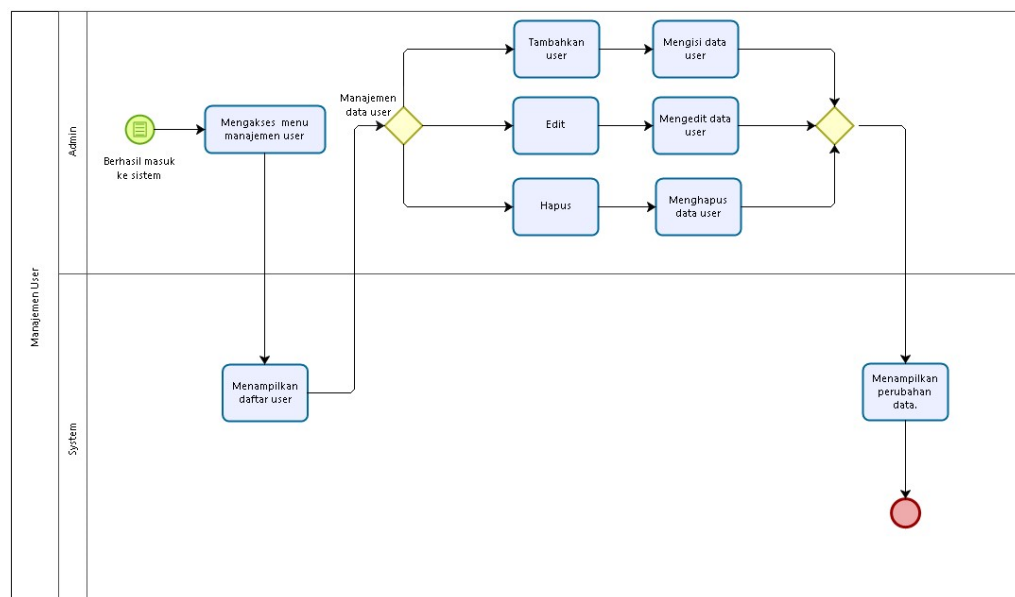 Manajemen User
Admin
System
Berhasil masuk
ke sistem
Mengakses menu
manajemen user
Menampilkan
daftar user
Manajemen
data user
Tambahkan
user
Mengisi data
user
Edit
Mengedit data
user
Hapus
Menghapus
data user
Menampilkan
perubahan
data.